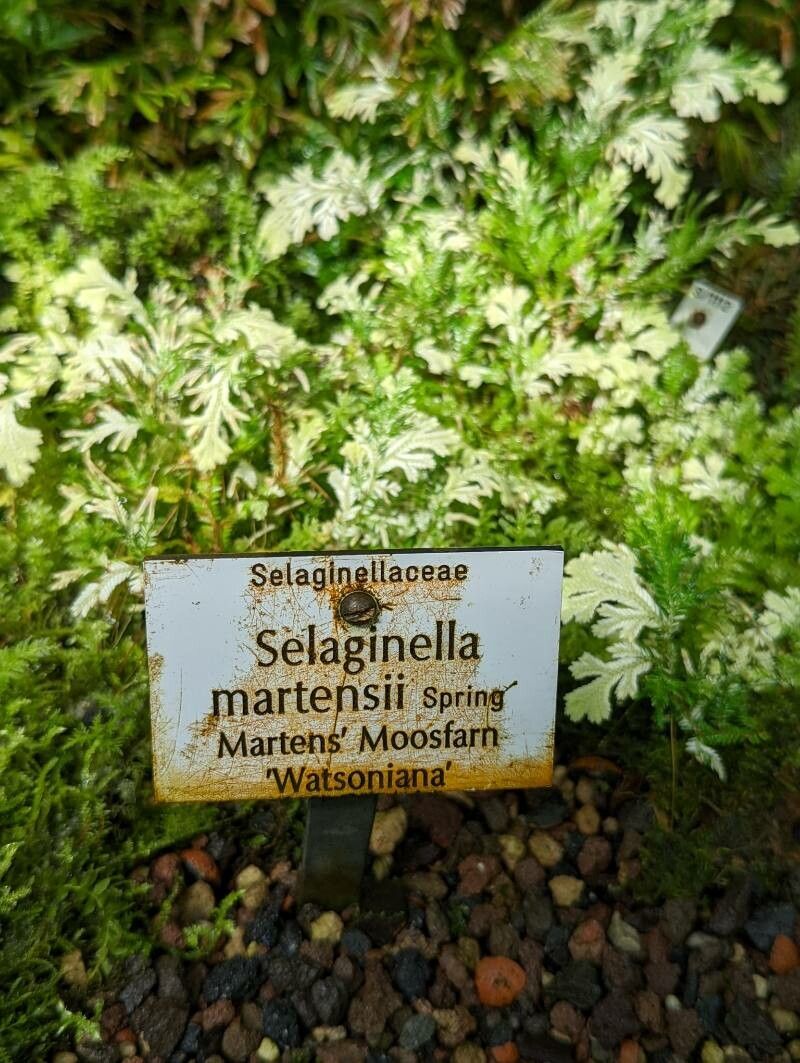 Selaginellaceae
Selaginella
martensii Spring
Martens' Moosfarn
'Watsoniana'